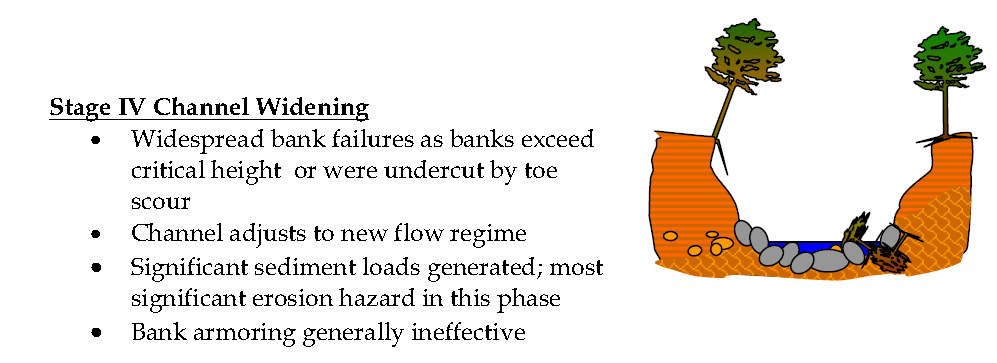 Stage IV Channel Widening
• Widespread bank failures as banks exceed
critical height or were undercut by toe
scour
• Channel adjusts to new flow regime
• Significant sediment loads generated; most
significant erosion hazard in this phase
• Bank armoring generally ineffective